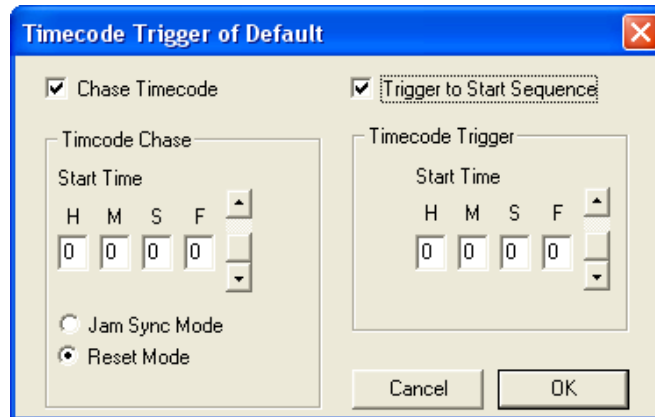 Timecode Trigger of Default
Chase Timecode
Trigger to Start Sequence
Timcode Chase
Start Time
H M S F
0 0 0 0
Jam Sync Mode
Reset Mode
Timecode Trigger
Start Time
H M S F
0 0 0 0
Cancel
OK